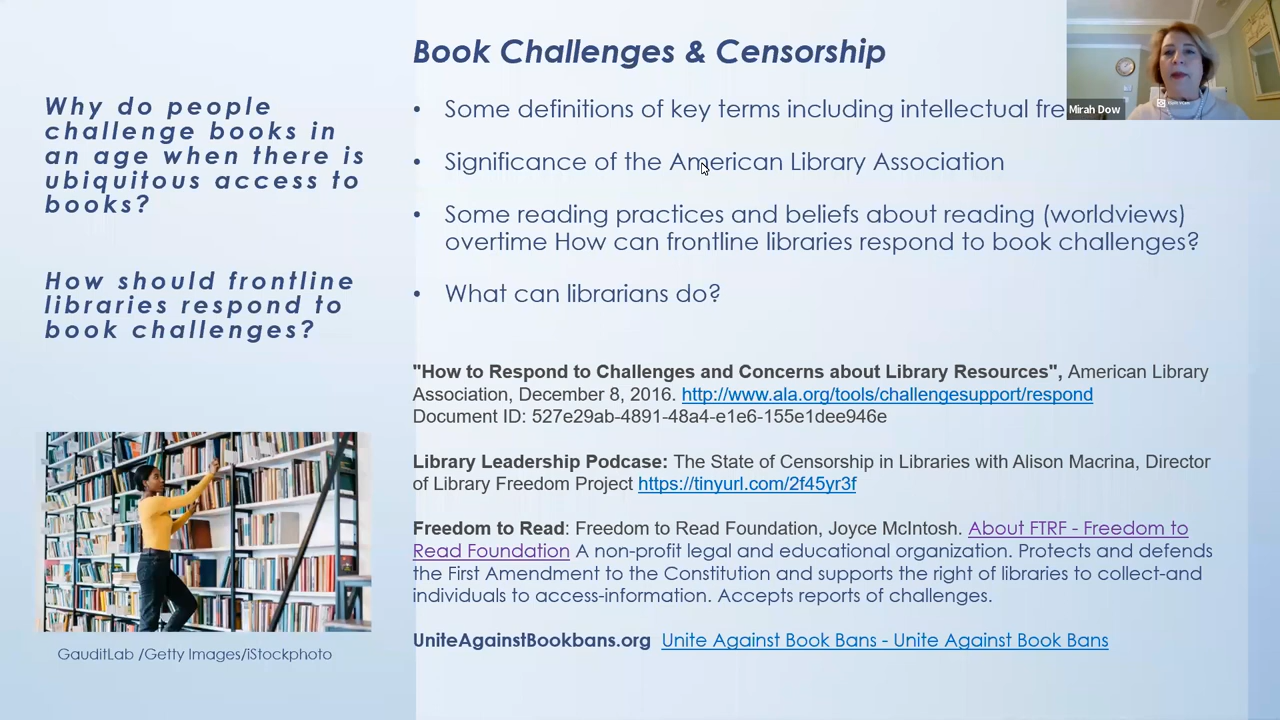 Book Challenges & Censorship
Mirah Dow
Why do people
challenge books in
an age when there is
ubiquitous access to
books?
How should frontline
libraries respond to
book challenges?
• Some definitions of key terms including intellectual fre
• Significance of the American Library Association
• Some reading practices and beliefs about reading (worldviews)
overtime How can frontline libraries respond to book challenges?
• What can librarians do?
"How to Respond to Challenges and Concerns about Library Resources", American Library
Association, December 8, 2016. http://www.ala.org/tools/challengesupport/respond
Document ID: 527e29ab-4891-48a4-e1e6-155e1dee946e
Library Leadership Podcase: The State of Censorship in Libraries with Alison Macrina, Director
of Library Freedom Project https://tinyurl.com/2f45yr3f
Freedom to Read: Freedom to Read Foundation, Joyce McIntosh. About FTRF - Freedom to
Read Foundation A non-profit legal and educational organization. Protects and defends
the First Amendment to the Constitution and supports the right of libraries to collect-and
individuals to access-information. Accepts reports of challenges.
UniteAgainstBookbans.org Unite Against Book Bans - Unite Against Book Bans
GauditLab /Getty Images/iStockphoto